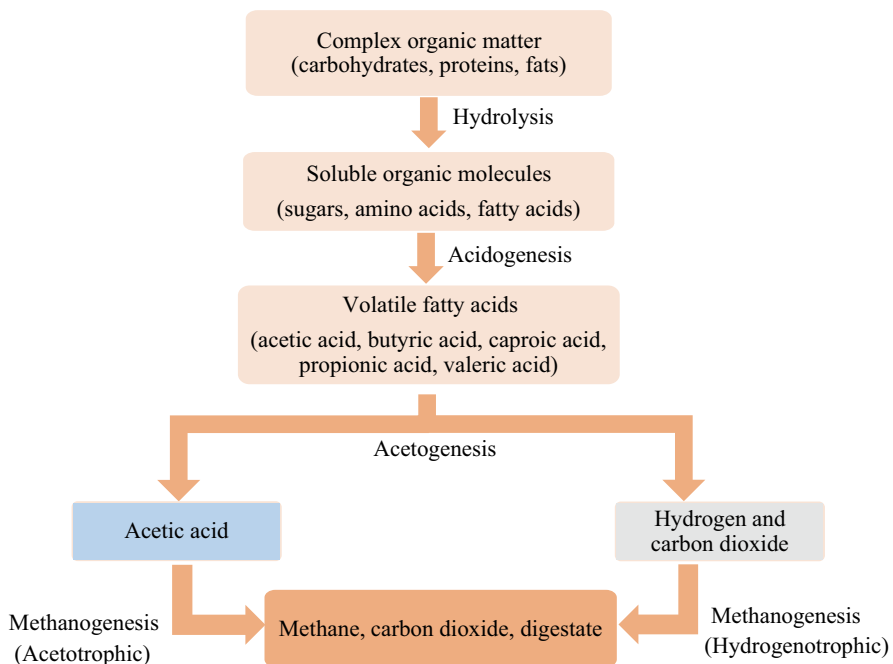 Complex organic matter
(carbohydrates, proteins, fats)
Hydrolysis
Soluble organic molecules
(sugars, amino acids, fatty acids)
Acidogenesis
Volatile fatty acids
(acetic acid, butyric acid, caproic acid,
propionic acid, valeric acid)
Acetogenesis
Acetic acid
Hydrogen and
carbon dioxide
Methanogenesis
(Acetotrophic)
Methane, carbon dioxide, digestate
Methanogenesis
(Hydrogenotrophic)